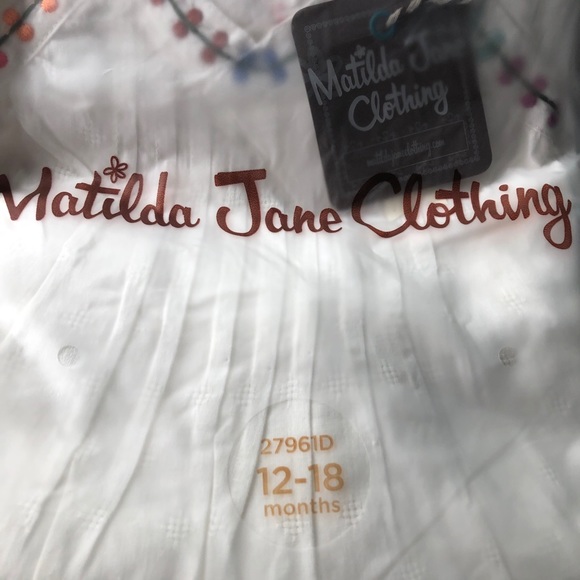 Matilda Jane
Clothing
Matilda Jane Clothing
27961D
12-18
months